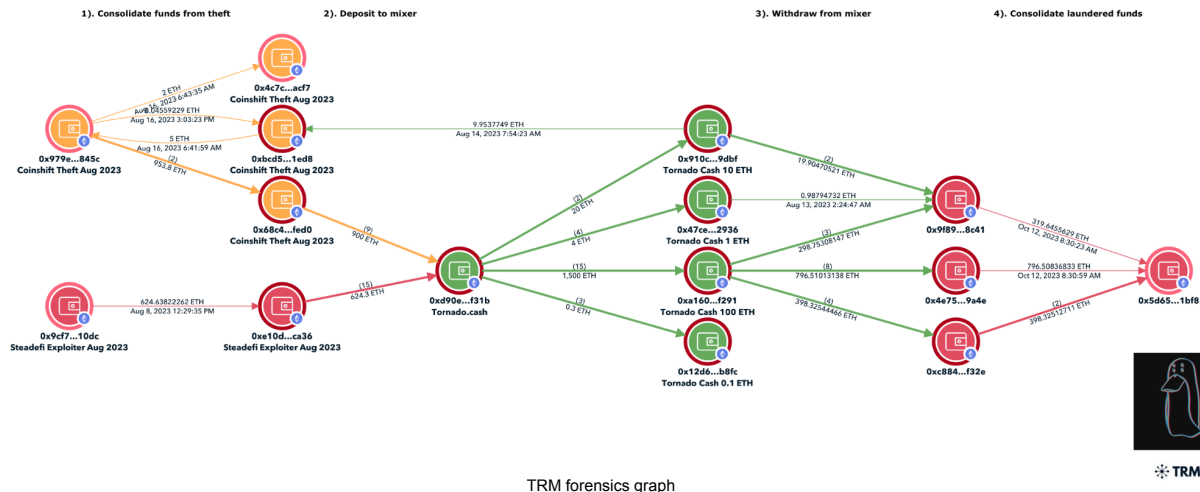 1). Consolidate funds from theft
2). Deposit to mixer
3). Withdraw from mixer
4). Consolidate laundered funds
0x4c7c...acf7
Coinshift Theft Aug 2023
2 ETH
Aug 16, 2023 6:43:35 AM
0.04559229 ETH
Aug 16, 2023 3:03:23 PM
5 ETH
Aug 16, 2023 6:41:59 AM
0x979e...845c
Coinshift Theft Aug 2023
0xbcd5...1ed8
Coinshift Theft Aug 2023
(2)
953.8 ETH
0x68c4...fed0
Coinshift Theft Aug 2023
(9)
900 ETH
9.9537749 ETH
Aug 14, 2023 7:54:23 AM
0x910c...9dbf
Tornado Cash 10 ETH
(2)
19.90470521 ETH
(2)
20 ETH
(4)
4 ETH
0x47ce...2936
Tornado Cash 1 ETH
0.98794732 ETH
Aug 13, 2023 2:24:47 AM
0x9f89...8c41
(3)
298.75308147 ETH
319.6455629 ETH
Oct 12, 2023 8:30:23 AM
0xd90e...f31b
Tornado.cash
(15)
1,500 ETH
0xa160...f291
Tornado Cash 100 ETH
(8)
796.51013138 ETH
0x4e75...9a4e
796.50836833 ETH
Oct 12, 2023 8:30:59 AM
0x5d65...1bf8
0x9cf7...10dc
Steadefi Exploiter Aug 2023
624.63822262 ETH
Aug 8, 2023 12:29:35 PM
0xe10d...ca36
Steadefi Exploiter Aug 2023
(15)
624.3 ETH
(3)
0.3 ETH
0x12d6...b8fc
Tornado Cash 0.1 ETH
(4)
398.32544466 ETH
0xc884...f32e
(2)
398.32512711 ETH
TRM
TRM forensics graph